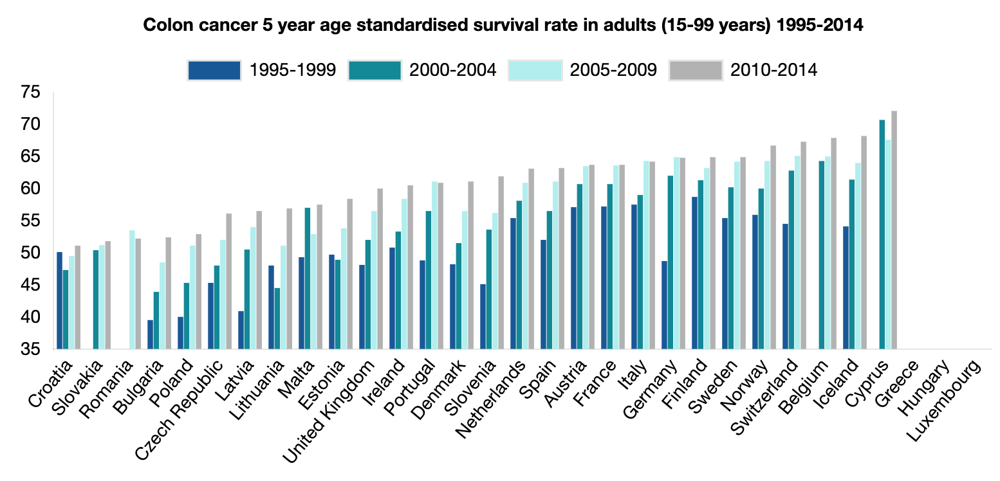 Colon cancer 5 year age standardised survival rate in adults (15-99 years) 1995-2014
1995-1999 2000-2004 2005-2009 2010-2014
75
70
65
60
55
50
45
40
35
Croatia
Slovakia
Romania
Bulgaria
Poland
Czech Republic
Latvia
Lithuania
Malta
Estonia
United Kingdom
Ireland
Portugal
Denmark
Slovenia
Netherlands
Spain
Austria
France
Italy
Germany
Finland
Sweden
Norway
Switzerland
Belgium
Iceland
Cyprus
Greece
Hungary
Luxembourg